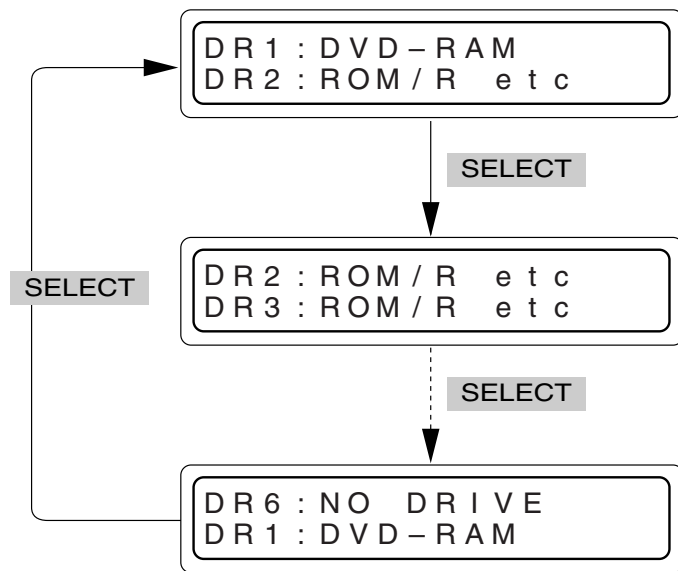 DR1:DVD–RAM
DR2:ROM/R etc
SELECT
SELECT
DR2:ROM/R etc
DR3:ROM/R etc
SELECT
DR6:NO DRIVE
DR1:DVD–RAM